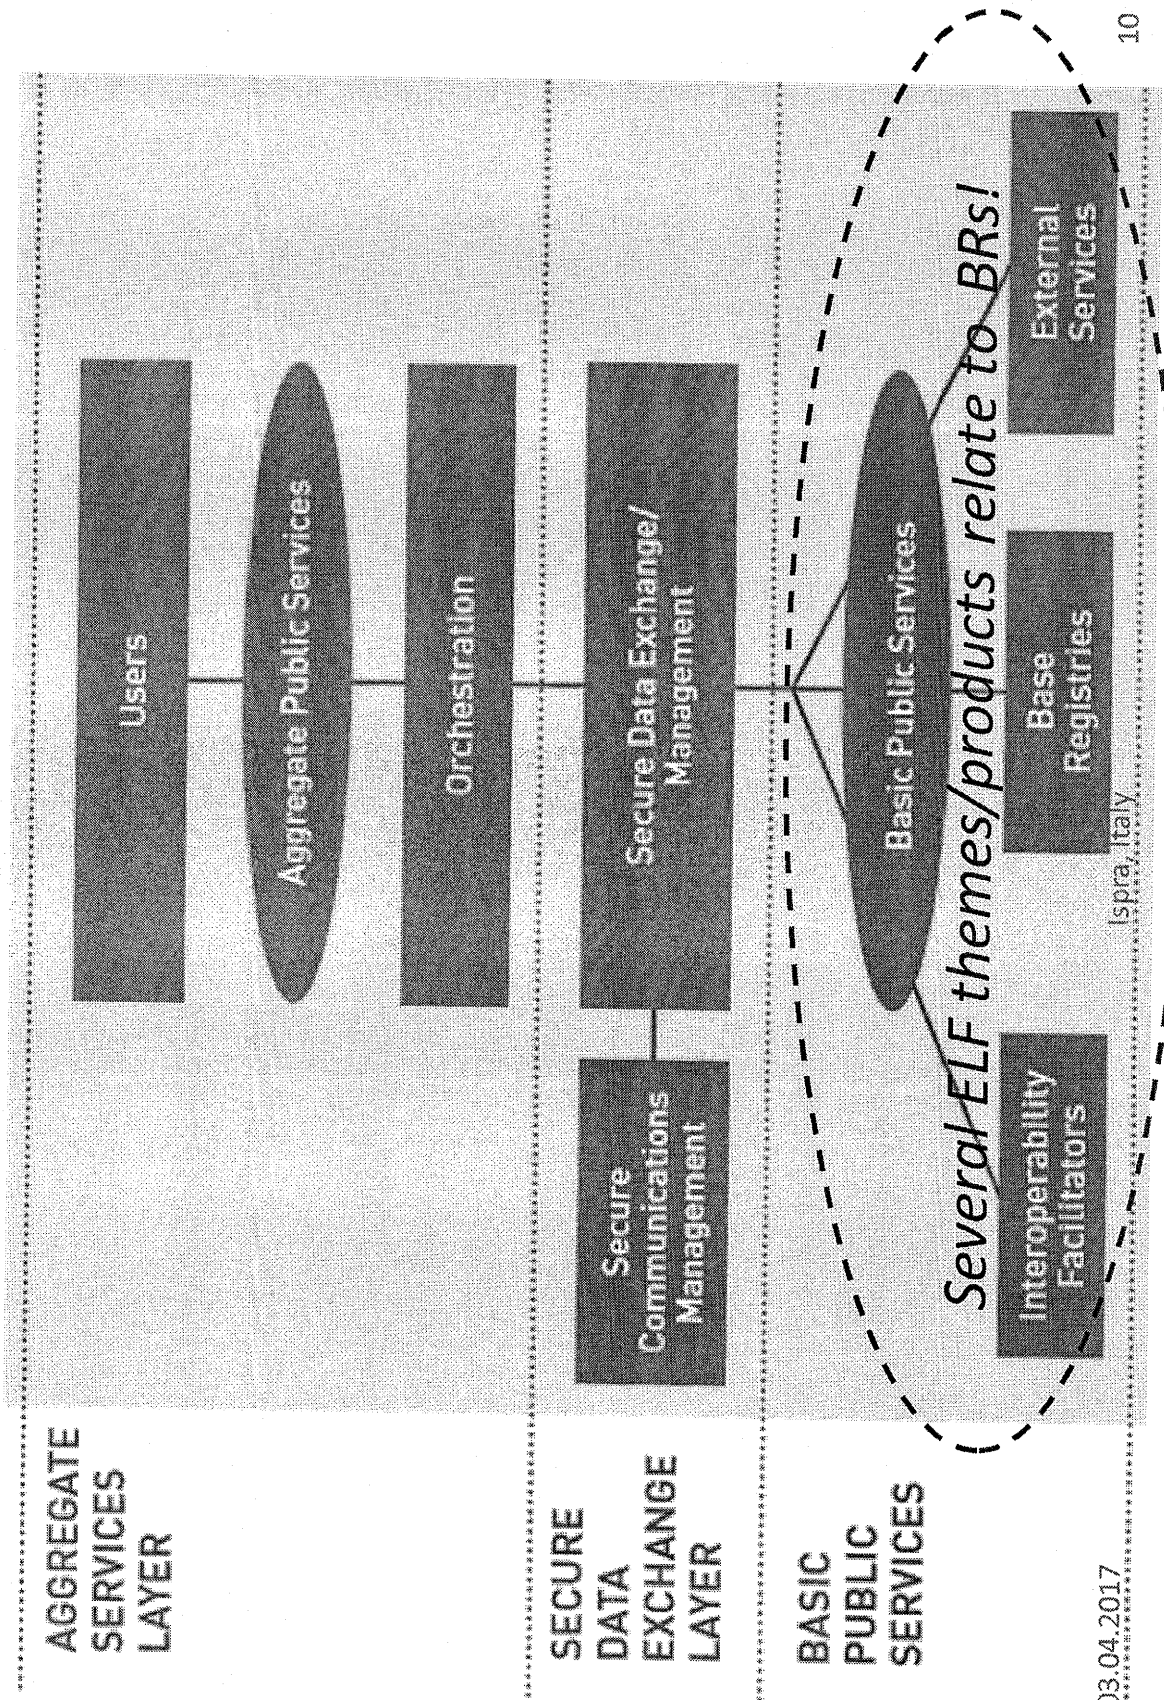 AGGREGATE
SERVICES
LAYER
Users
Aggregate Public Services
Orchestration
SECURE
DATA
EXCHANGE
LAYER
Secure
Communications
Management
Secure Data Exchange/
Management
BASIC
PUBLIC
SERVICES
Basic Public Services
Several ELF themes/products relate to BRs!
Interoperability
Facilitators
Base
Registries
External
Services
03.04.2017
Ispra, Italy
10